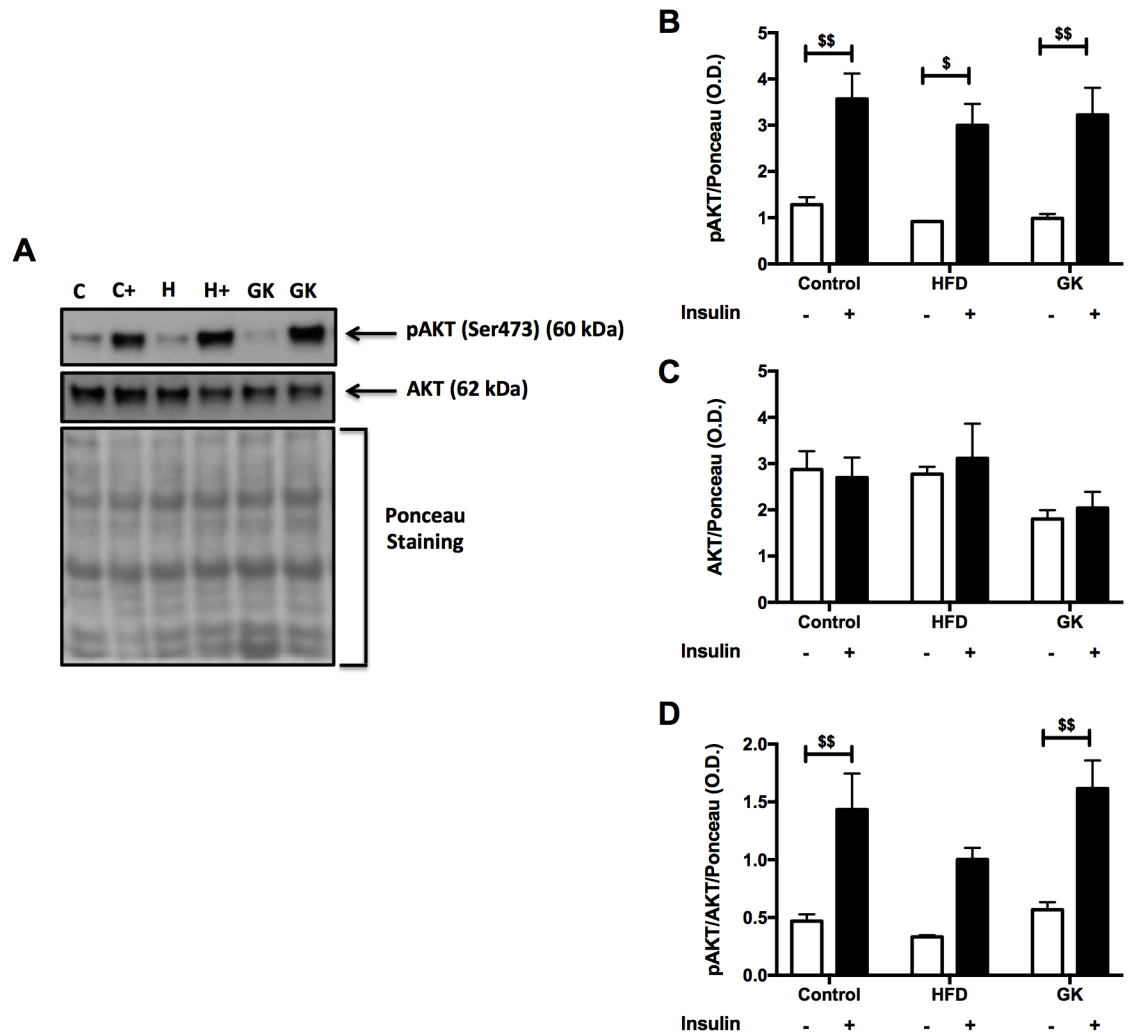 A
C C+ H H+ GK GK
pAKT (Ser473) (60 kDa)
AKT (62 kDa)
Ponceau
Staining
B
pAKT/Ponceau (O.D.)
5
4
3
2
1
0
$$ $ $$
Control HFD GK
Insulin - + - + - +
C
AKT/Ponceau (O.D.)
5
4
3
2
1
0
Control HFD GK
Insulin - + - + - +
D
pAKT/AKT/Ponceau (O.D.)
2.0
1.5
1.0
0.5
0.0
$$ $$
Control HFD GK
Insulin - + - + - +